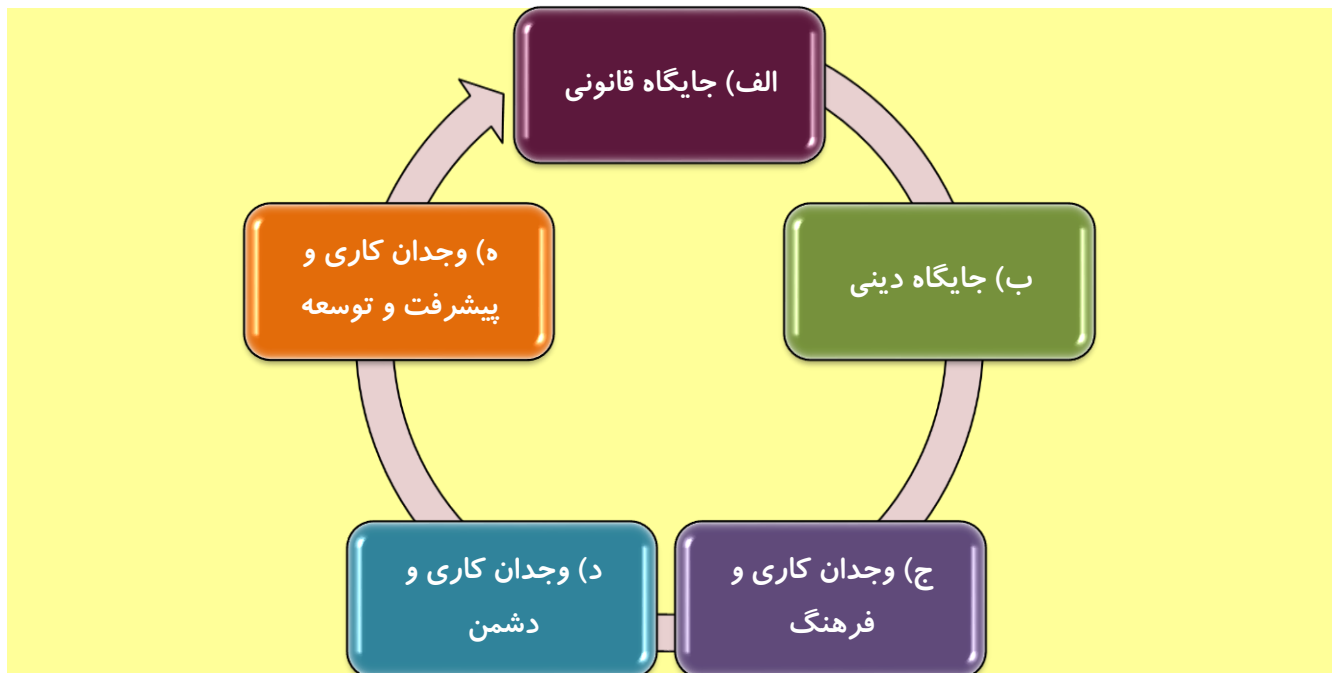 الف) جایگاه قانونی
ب) جایگاه دینی
ج) وجدان کاری و
فرهنگ
د) وجدان کاری و
دشمن
ه) وجدان کاری و
پیشرفت و توسعه